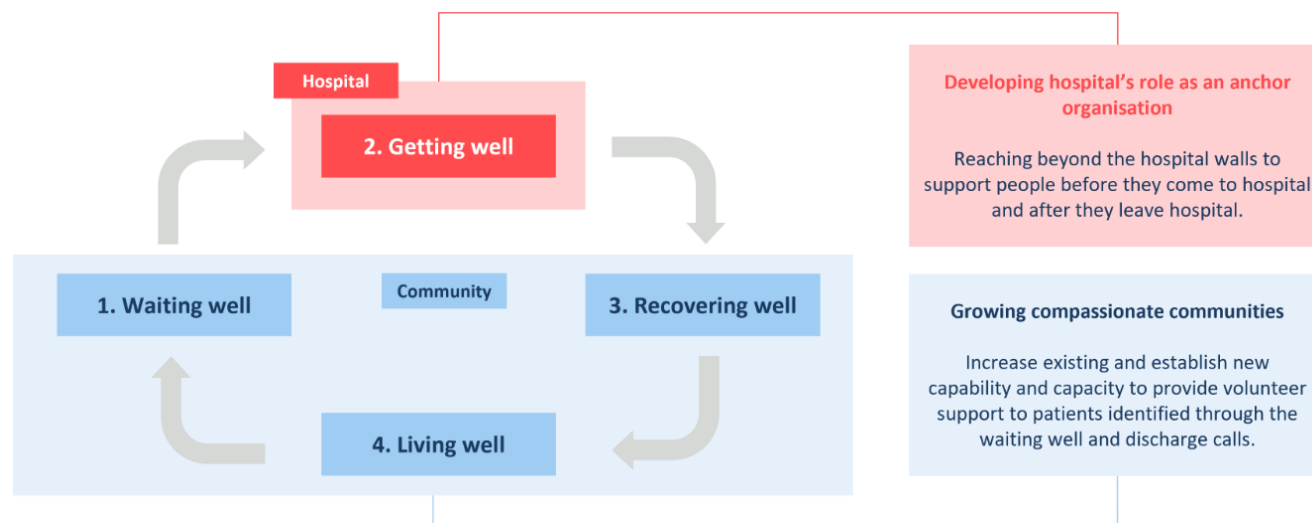 Hospital
2. Getting well
1. Waiting well
Community
3. Recovering well
4. Living well
Developing hospital’s role as an anchor
organisation
Reaching beyond the hospital walls to
support people before they come to hospital
and after they leave hospital.
Growing compassionate communities
Increase existing and establish new
capability and capacity to provide volunteer
support to patients identified through the
waiting well and discharge calls.